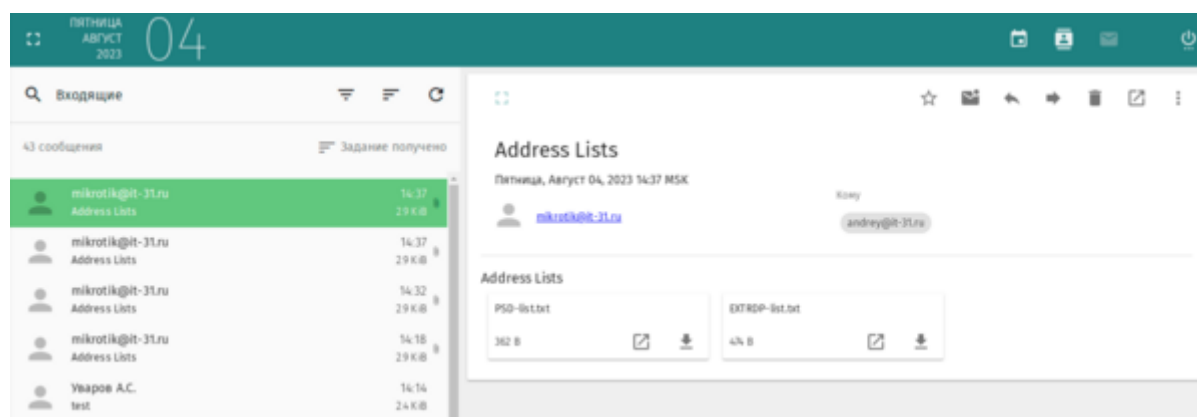 ПЯТНИЦА
АВГУСТ
2023
04
Входящие
43 сообщения
Задание получено
mikrotik@it-31.ru 14:37
Address Lists 2.9 KiB
mikrotik@it-31.ru 14:37
Address Lists 2.9 KiB
mikrotik@it-31.ru 14:32
Address Lists 2.9 KiB
mikrotik@it-31.ru 14:18
Address Lists 2.9 KiB
Уваров А.С. 14:14
test 2.4 KiB
Address Lists
Пятница, Август 04, 2023 14:37 MSK
mikrotik@it-31.ru
Кому
andrey@it-31.ru
Address Lists
PSD-list.txt
362 B
EXTRDP-list.txt
474 B